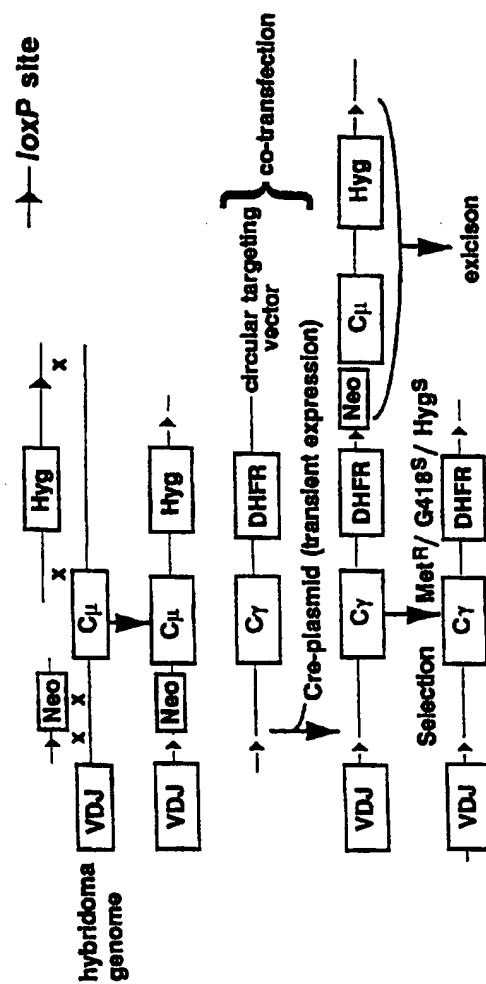 loxP site
Neo
Hyg
x x
x
x
hybridoma
genome
VDJ
Cμ
VDJ
Neo
Cμ
Hyg
Cγ
DHFR
circular targeting
vector
co-transfection
Cre-plasmid (transient expression)
VDJ
Cγ
DHFR
Neo
Cμ
Hyg
Selection
MetR/ G418S/ HygS
exicison
VDJ
Cγ
DHFR